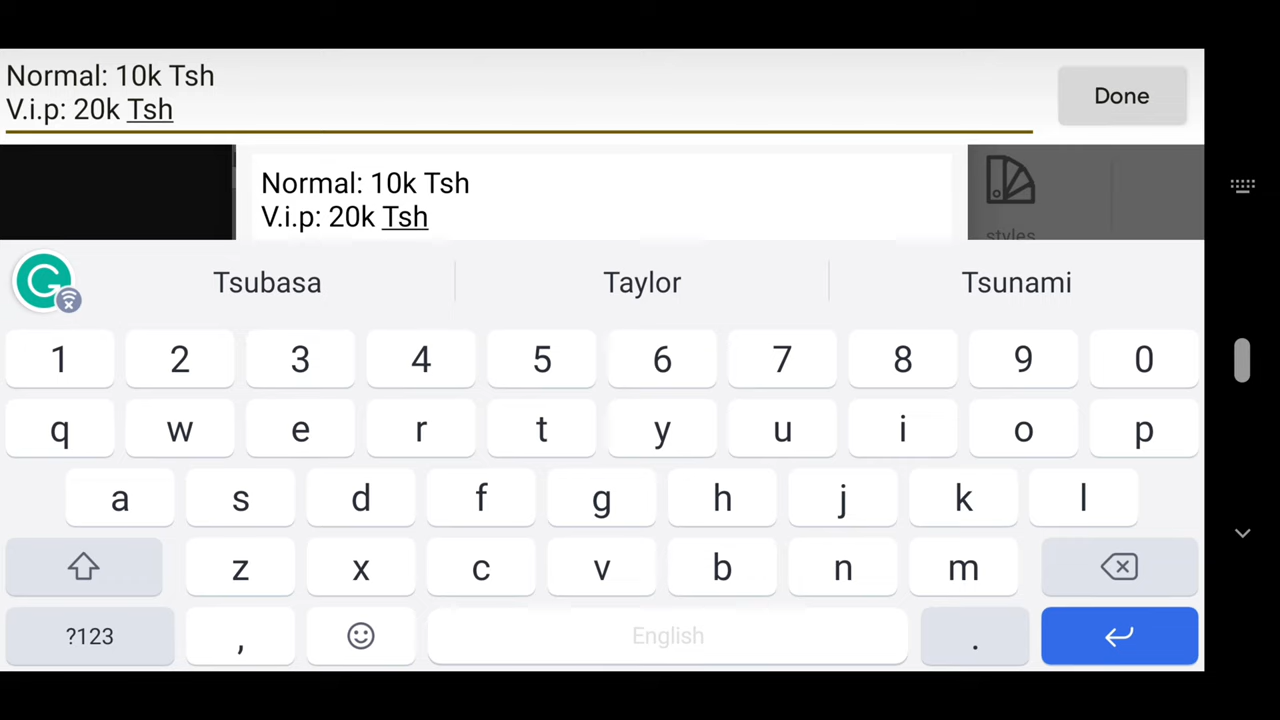 Normal: 10k Tsh
V.i.p: 20k Tsh
Done
Normal: 10k Tsh
V.i.p: 20k Tsh
styles
Tsubasa Taylor Tsunami
1 2 3 4 5 6 7 8 9 0
q w e r t y u i o p
a s d f g h j k l
z x c v b n m
?123 , English .